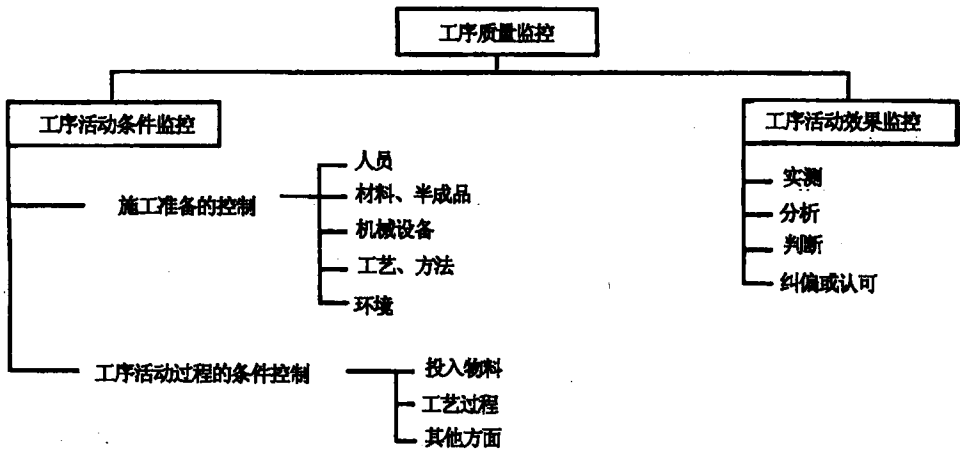 工序质量监控
工序活动条件监控
施工准备的控制
人员
材料、半成品
机械设备
工艺、方法
环境
工序活动过程的条件控制
投入物料
工艺过程
其他方面
工序活动效果监控
实测
分析
判断
纠偏或认可